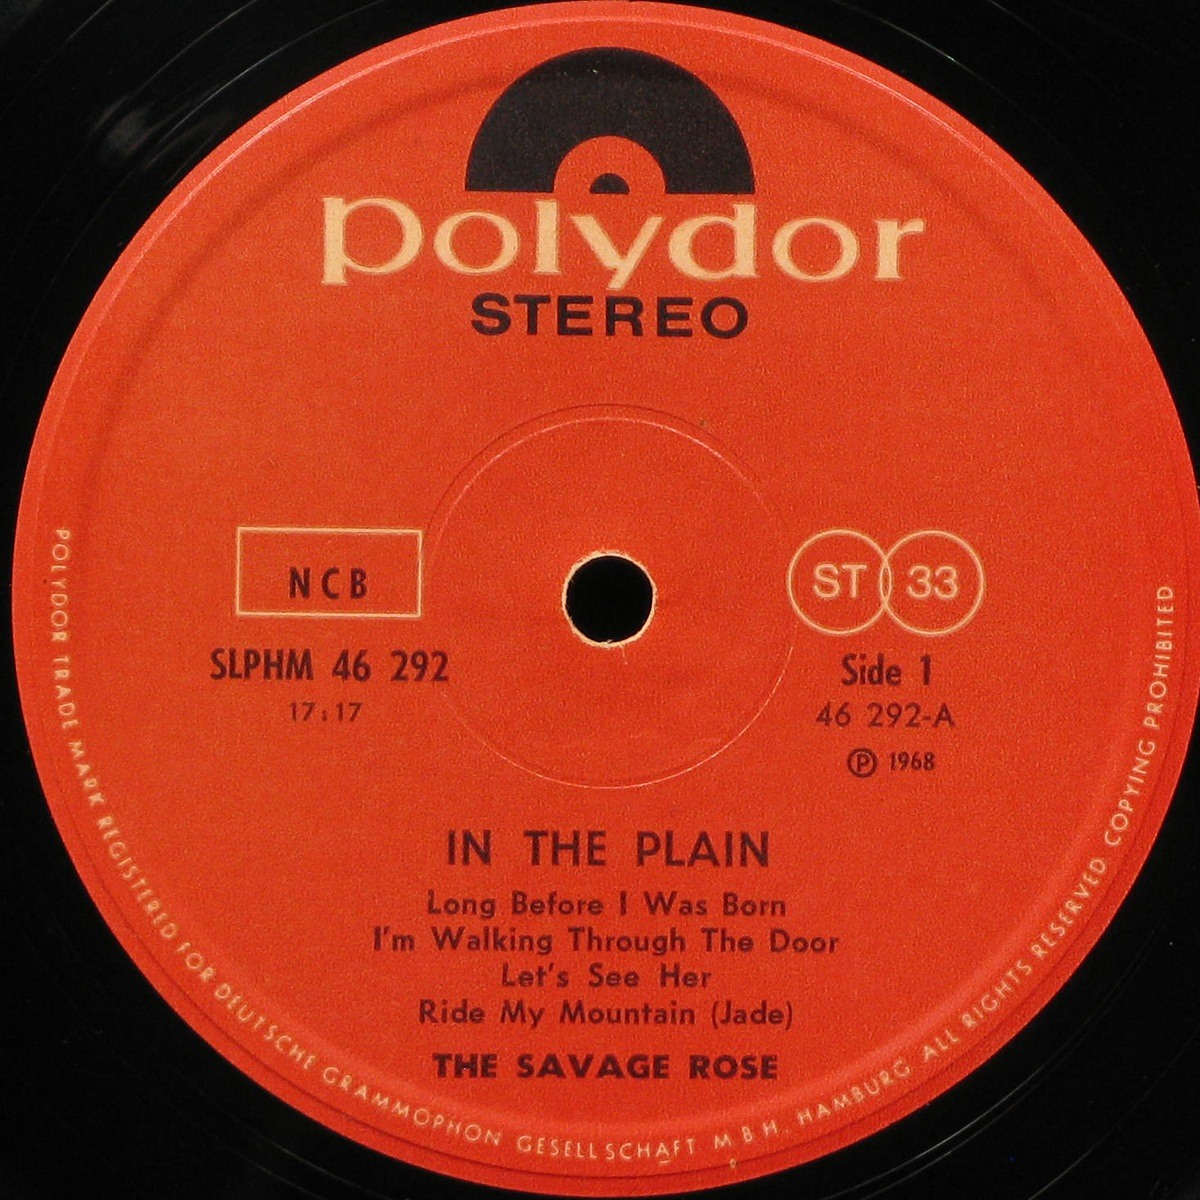 polydor
STEREO
NCB
ST 33
SLPHM 46 292
17:17
Side 1
46 292-A
℗ 1968
IN THE PLAIN
Long Before I Was Born
I'm Walking Through The Door
Let's See Her
Ride My Mountain (Jade)
THE SAVAGE ROSE
POLYDOR TRADE MARK REGISTERED FOR DEUTSCHE GRAMMOPHON GESELLSCHAFT MBH. HAMBURG ALL RIGHTS RESERVED COPYING PROHIBITED